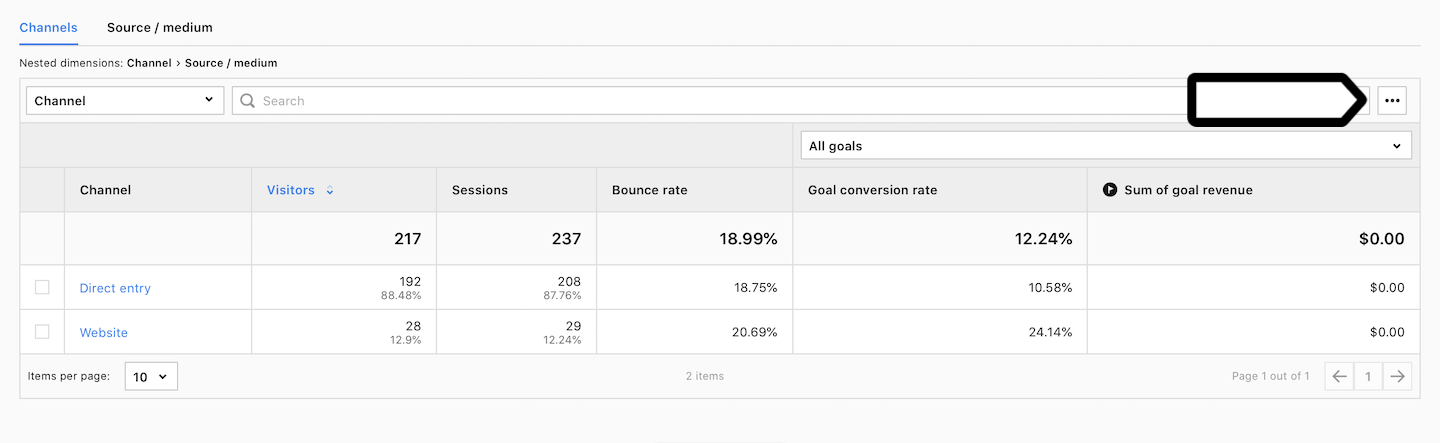 Channels Source / medium
Nested dimensions: Channel › Source / medium
Channel Search
All goals
Channel Visitors Sessions Bounce rate Goal conversion rate Sum of goal revenue
217 237 18.99% 12.24% $0.00
Direct entry 192 208 18.75% 10.58% $0.00
88.48% 87.76%
Website 28 29 20.69% 24.14% $0.00
12.9% 12.24%
Items per page: 10 2 items Page 1 out of 1 1